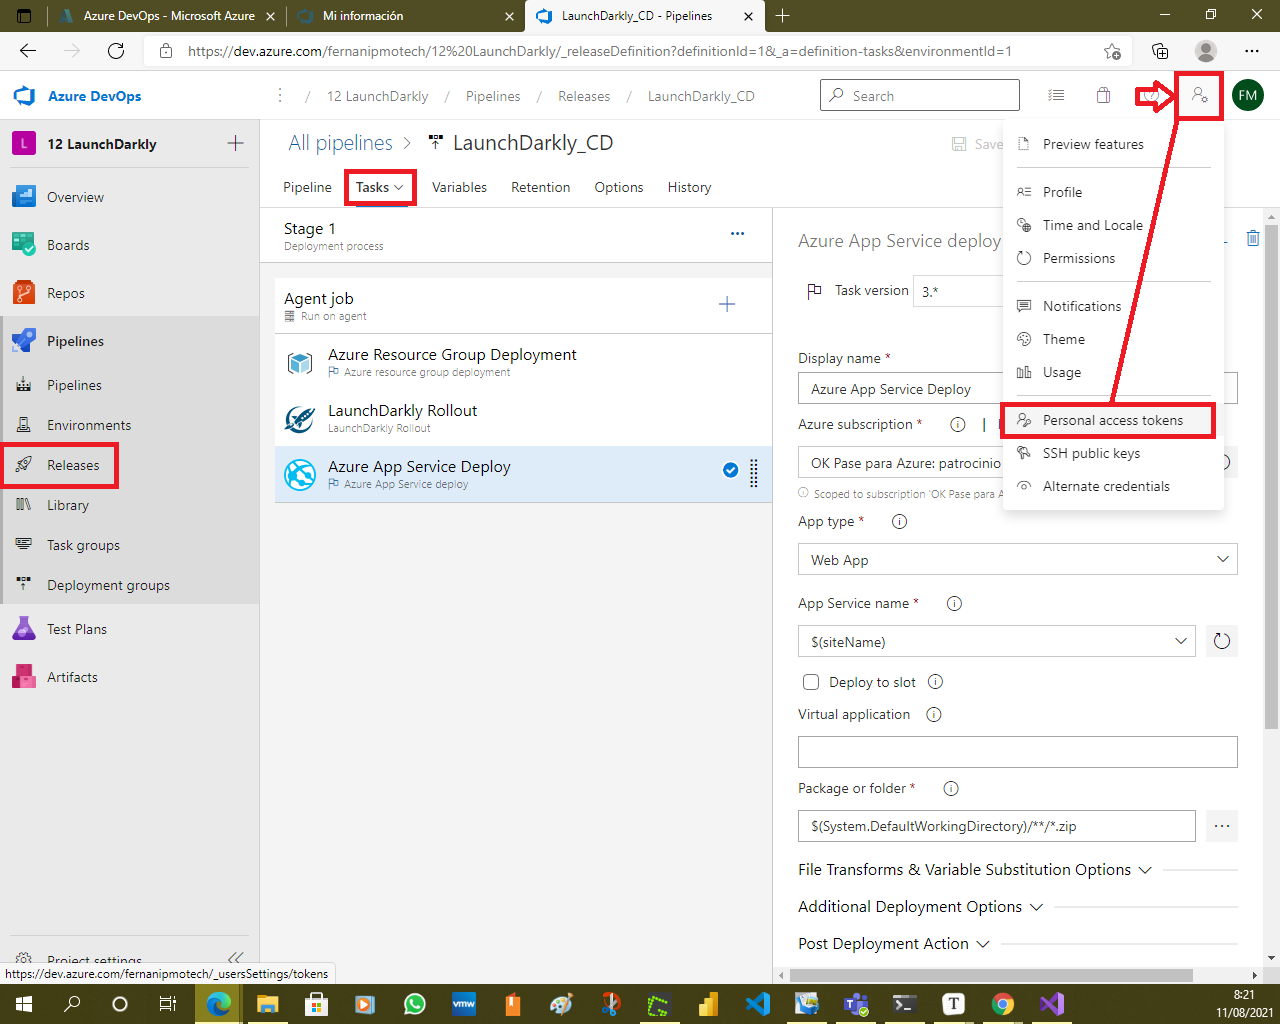 Azure DevOps - Microsoft Azure
Mi información
LaunchDarkly_CD - Pipelines
https://dev.azure.com/fernanipmotech/12%20LaunchDarkly/_releaseDefinition?definitionId=1&_a=definition-tasks&environmentId=1
Azure DevOps
/ 12 LaunchDarkly / Pipelines / Releases / LaunchDarkly_CD
Search
FM
L
12 LaunchDarkly
Overview
Boards
Repos
Pipelines
Pipelines
Environments
Releases
Library
Task groups
Deployment groups
Test Plans
Artifacts
Project settings
https://dev.azure.com/fernanipmotech/_usersSettings/tokens
All pipelines > LaunchDarkly_CD
Save
Pipeline
Tasks
Variables
Retention
Options
History
Stage 1
Deployment process
Agent job
Run on agent
Azure Resource Group Deployment
Azure resource group deployment
LaunchDarkly Rollout
LaunchDarkly Rollout
Azure App Service Deploy
Azure App Service deploy
Azure App Service deploy
Task version
3.*
Display name *
Azure App Service Deploy
Azure subscription *
OK Pase para Azure: patrocinio
Scoped to subscription 'OK Pase para
App type *
Web App
App Service name *
$(siteName)
Deploy to slot
Virtual application
Package or folder *
$(System.DefaultWorkingDirectory)/**/*.zip
File Transforms & Variable Substitution Options
Additional Deployment Options
Post Deployment Action
Preview features
Profile
Time and Locale
Permissions
Notifications
Theme
Usage
Personal access tokens
SSH public keys
Alternate credentials
vmw
T
8:21
11/08/2021